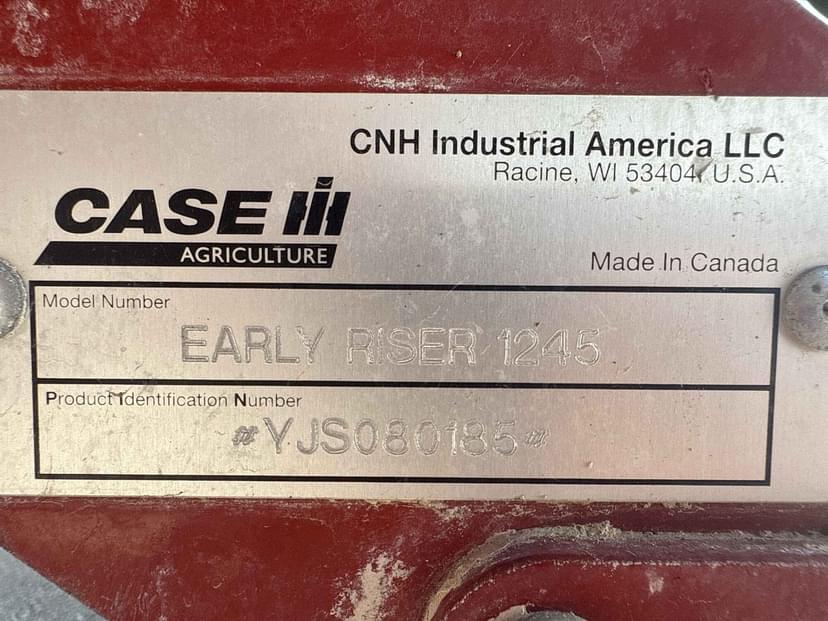 CNH Industrial America LLC
Racine, WI 53404, U.S.A.
CASE IH
AGRICULTURE
Made In Canada
Model Number
EARLY RISER 1245
Product Identification Number
#YJS080185#